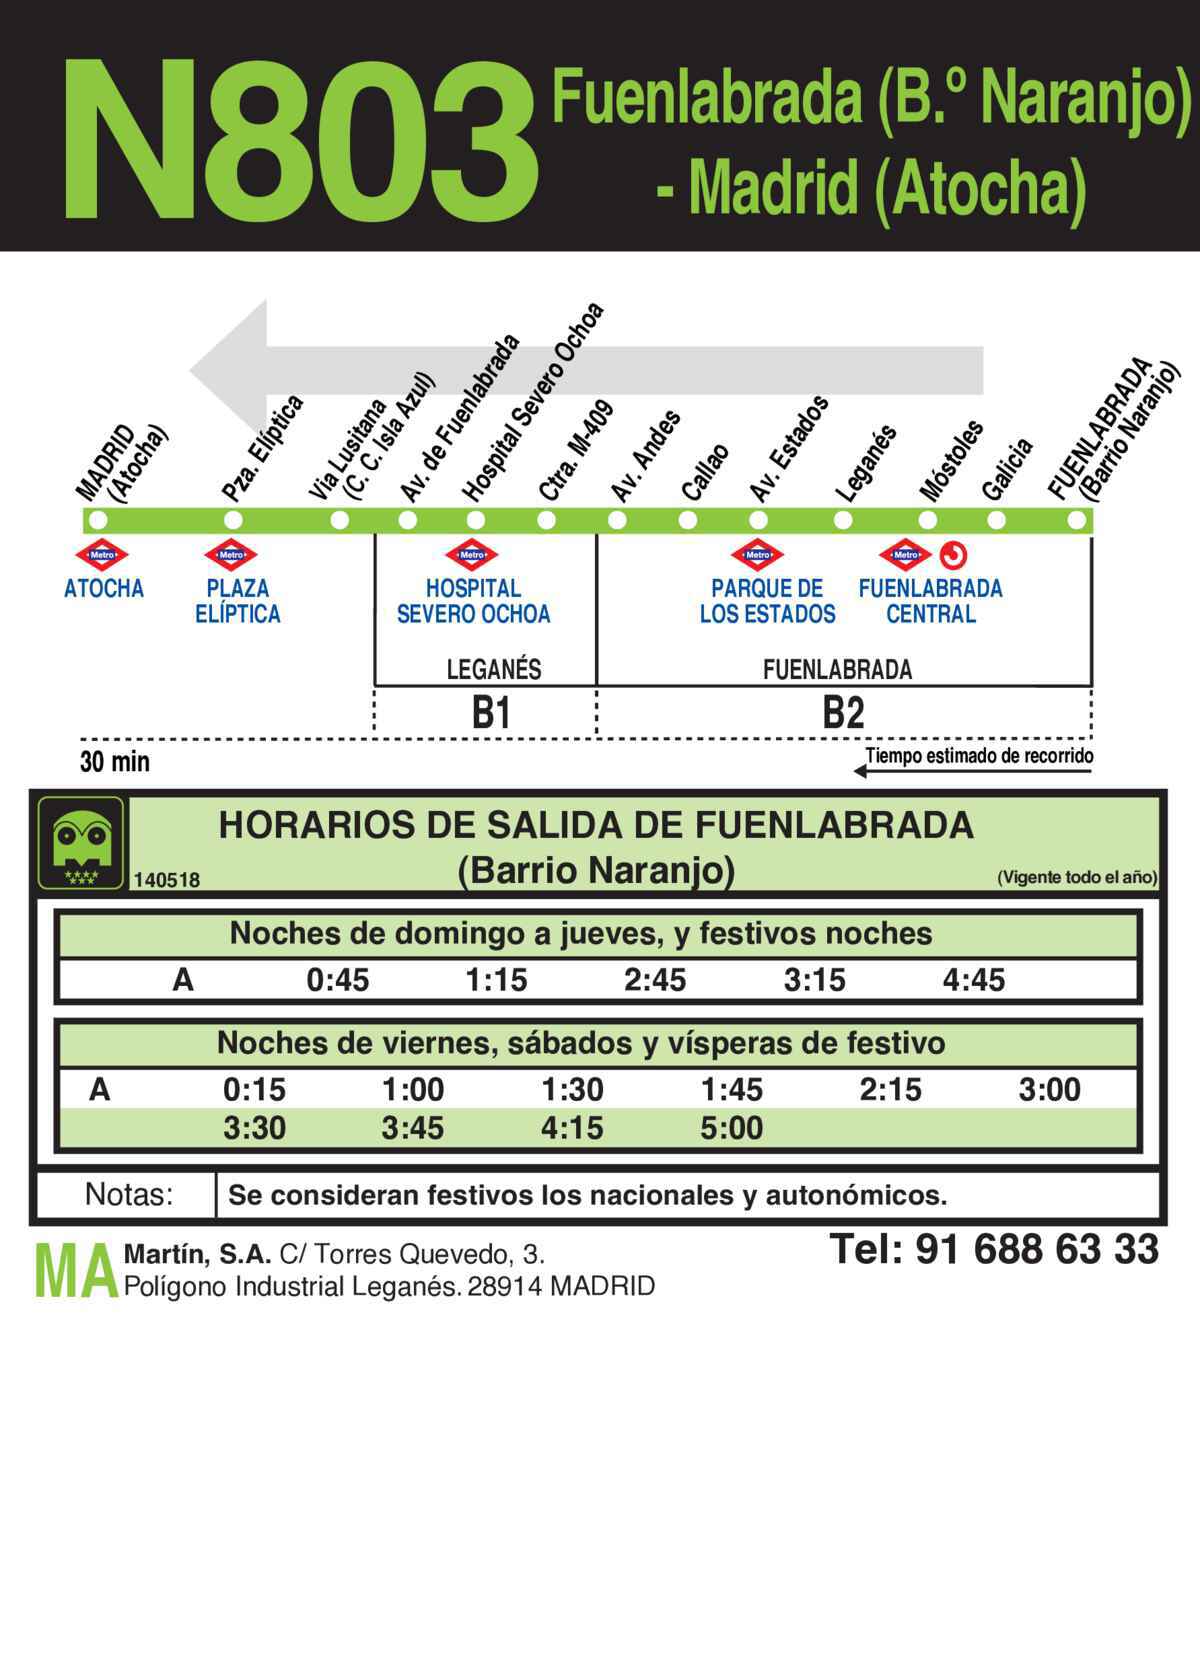 N803
Fuenlabrada (B.º Naranjo)
- Madrid (Atocha)
MADRID
(Atocha)
Pza. Elíptica
Via Lusitana
(C. C. Isla Azul)
Av. de Fuenlabrada
Hospital Severo Ochoa
Ctra. M-409
Av. Andes
Callao
Av. Estados
Leganés
Móstoles
Galicia
FUENLABRADA
(Barrio Naranjo)
Metro
Metro
Metro
Metro
Metro
ATOCHA
PLAZA
ELÍPTICA
HOSPITAL
SEVERO OCHOA
PARQUE DE
LOS ESTADOS
FUENLABRADA
CENTRAL
LEGANÉS
FUENLABRADA
B1
B2
30 min
Tiempo estimado de recorrido
HORARIOS DE SALIDA DE FUENLABRADA
(Barrio Naranjo)
140518
(Vigente todo el año)
Noches de domingo a jueves, y festivos noches
A 0:45 1:15 2:45 3:15 4:45
Noches de viernes, sábados y vísperas de festivo
A 0:15 1:00 1:30 1:45 2:15 3:00
3:30 3:45 4:15 5:00
Notas: Se consideran festivos los nacionales y autonómicos.
MA
Martín, S.A. C/ Torres Quevedo, 3.
Polígono Industrial Leganés. 28914 MADRID
Tel: 91 688 63 33